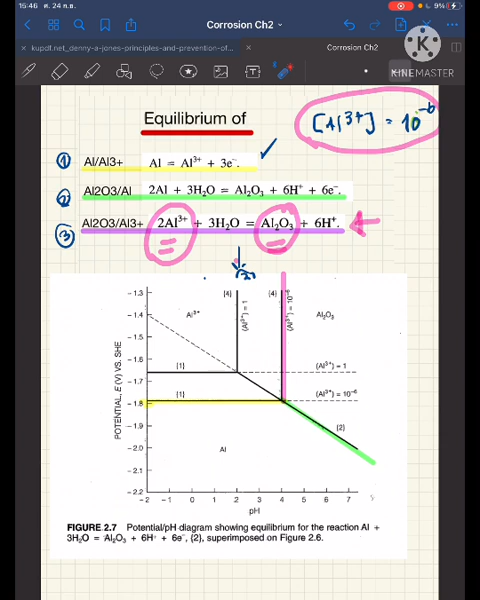 15:46 พุธ 24 ก.พ.
9%
Corrosion Ch2
kupdf.net_denny-a-jones-principles-and-prevention-of...
Corrosion Ch2
K
KINEMASTER
Equilibrium of
[Al3+] = 10-6
① Al/Al3+ Al = Al3+ + 3e−. ✓
② Al2O3/Al 2Al + 3H2O = Al2O3 + 6H+ + 6e−.
③ Al2O3/Al3+ 2Al3+ + 3H2O = Al2O3 + 6H+.
POTENTIAL, E (V) VS. SHE
−1.3
−1.4
−1.5
−1.6
−1.7
−1.8
−1.9
−2.0
−2.1
−2.2
{4}
{4}
Al3+
(Al3+) = 1
(Al3+) = 10−6
Al2O3
{1}
(Al3+) = 1
{1}
(Al3+) = 10−6
{2}
Al
−2 −1 0 1 2 3 4 5 6 7
pH
FIGURE 2.7 Potential/pH diagram showing equilibrium for the reaction Al +
3H2O = Al2O3 + 6H+ + 6e−, {2}, superimposed on Figure 2.6.